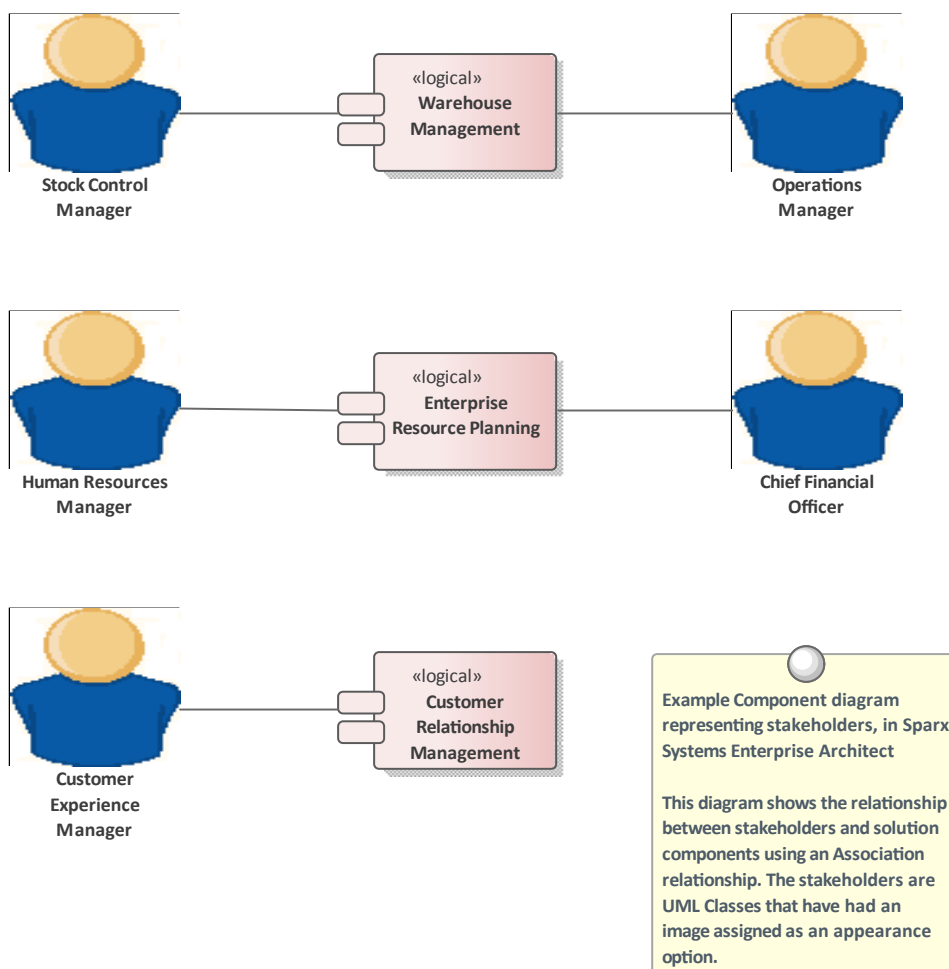 «logical»
Warehouse
Management
Stock Control
Manager
Operations
Manager
«logical»
Enterprise
Resource Planning
Human Resources
Manager
Chief Financial
Officer
«logical»
Customer
Relationship
Management
Customer
Experience
Manager
Example Component diagram
representing stakeholders, in Sparx
Systems Enterprise Architect
This diagram shows the relationship
between stakeholders and solution
components using an Association
relationship. The stakeholders are
UML Classes that have had an
image assigned as an appearance
option.